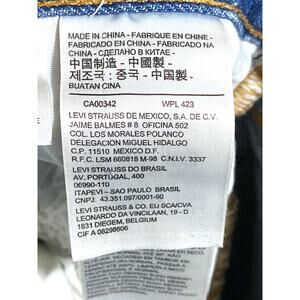 MADE IN CHINA - FABRIQUE EN CHINE -
FABRICADO EN CHINA - FABRICADO NA
CHINA - СДЕЛАНО В КИТАЕ -
中国制造 - 中國製 -
제조국 : 중국 - 中国製 -
BUATAN CINA
CA00342 WPL 423
LEVI STRAUSS DE MEXICO, S.A. DE C.V.
JAIME BALMES # 8 OFICINA 502
COL. LOS MORALES POLANCO
DELEGACION MIGUEL HIDALGO
C.P. 11510 MEXICO D.F.
R.F.C. LSM 660818 M-98 C.N.I.V. 3337
LEVI STRAUSS DO BRASIL
AV. PORTUGAL, 400
06990-110
ITAPEVI - SAO PAULO BRASIL
CNPJ. 43.351.097/0001-90
LEVI STRAUSS & CO. EU SCA/CVA
LEONARDO DA VINCILAAN, 19 - D
1831 DIEGEM, BELGIUM
CIF A 08298606